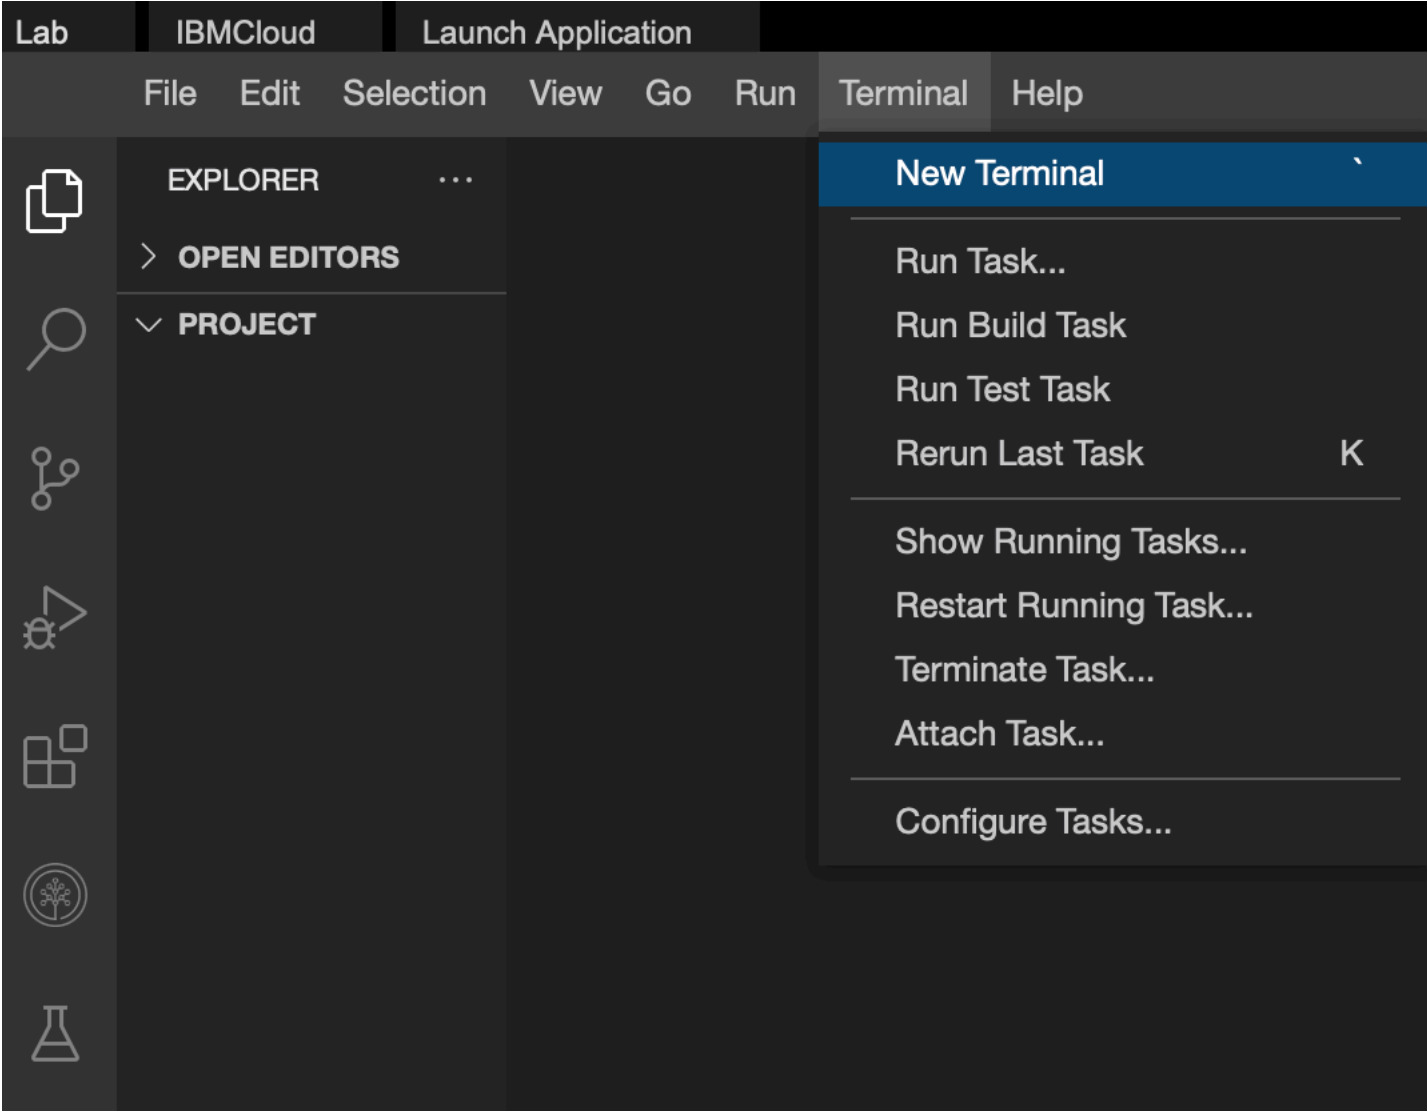 Lab IBMCloud Launch Application
File Edit Selection View Go Run Terminal Help
EXPLORER ...
OPEN EDITORS
PROJECT
New Terminal `
Run Task...
Run Build Task
Run Test Task
Rerun Last Task K
Show Running Tasks...
Restart Running Task...
Terminate Task...
Attach Task...
Configure Tasks...